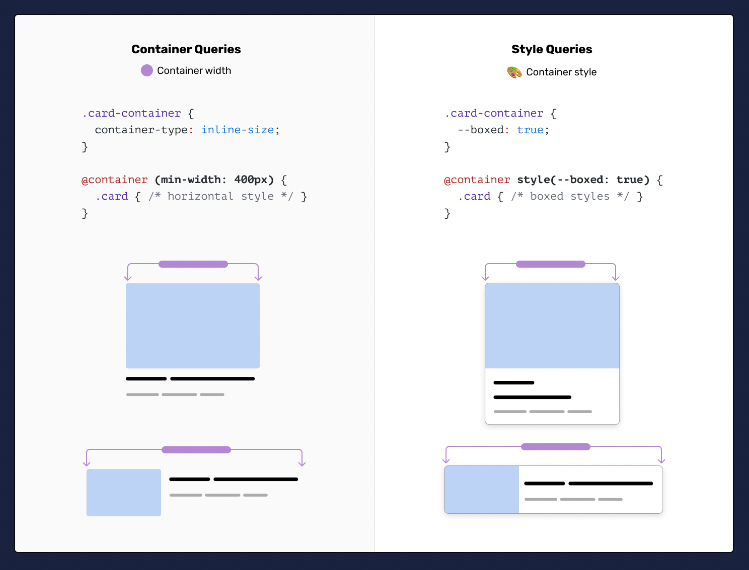 Container Queries
Container width
.card-container {
  container-type: inline-size;
}
@container (min-width: 400px) {
  .card { /* horizontal style */ }
}
Style Queries
Container style
.card-container {
  --boxed: true;
}
@container style(--boxed: true) {
  .card { /* boxed styles */ }
}